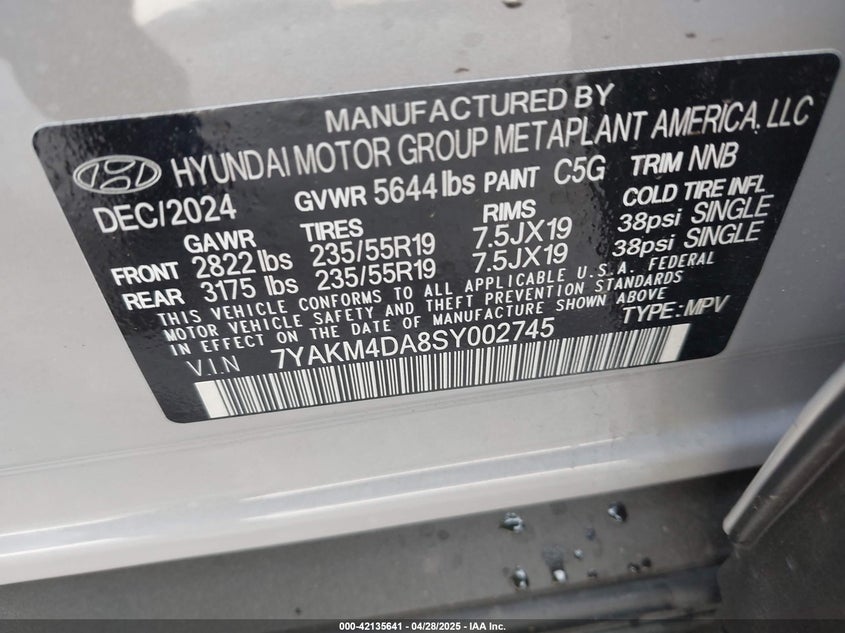 MANUFACTURED BY
HYUNDAI MOTOR GROUP METAPLANT AMERICA, LLC
DEC/2024 GVWR 5644 lbs PAINT C5G TRIM NNB
GAWR TIRES RIMS COLD TIRE INFL
FRONT 2822 lbs 235/55R19 7.5JX19 38psi SINGLE
REAR 3175 lbs 235/55R19 7.5JX19 38psi SINGLE
THIS VEHICLE CONFORMS TO ALL APPLICABLE U.S.A. FEDERAL
MOTOR VEHICLE SAFETY AND THEFT PREVENTION STANDARDS
IN EFFECT ON THE DATE OF MANUFACTURE SHOWN ABOVE
V.I.N 7YAKM4DA8SY002745 TYPE:MPV
000-42135641 - 04/28/2025 - IAA Inc.